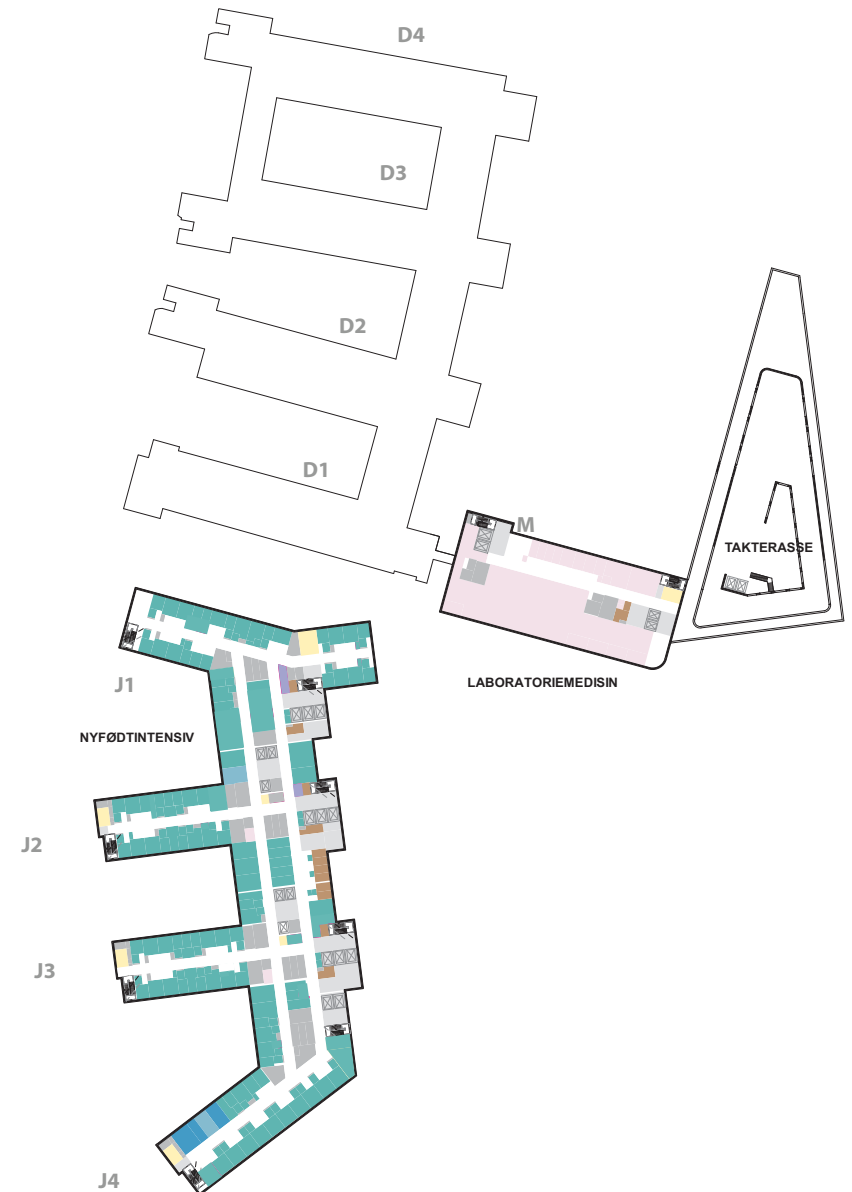 D4
D3
D2
D1
M
TAKTERASSE
J1
LABORATORIEMEDISIN
NYFØDTINTENSIV
J2
J3
J4